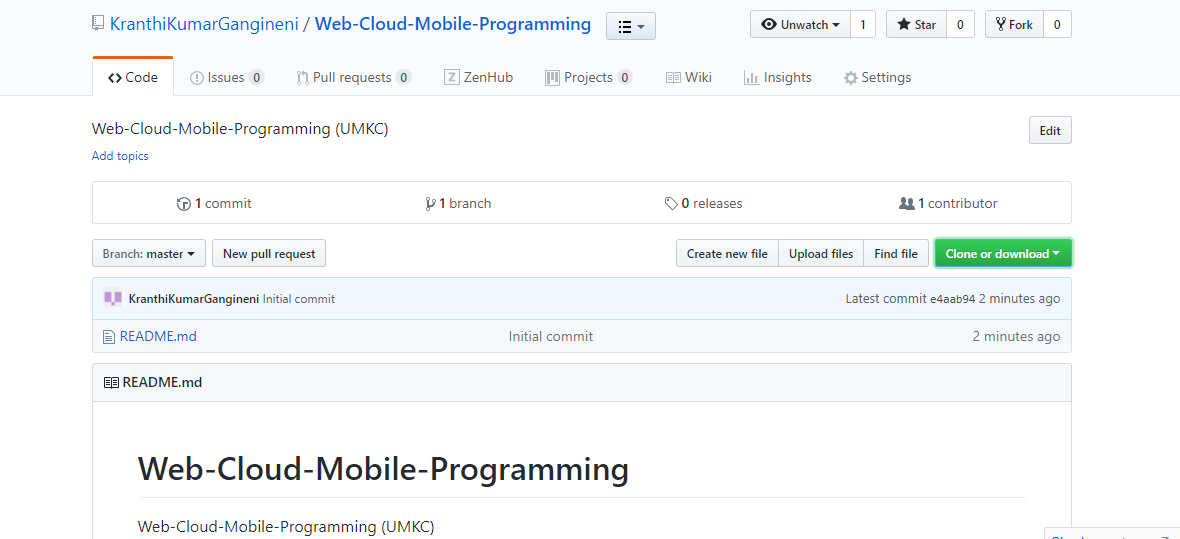 KranthiKumarGangineni / Web-Cloud-Mobile-Programming Unwatch 1 Star 0 Fork 0
Code Issues 0 Pull requests 0 ZenHub Projects 0 Wiki Insights Settings
Web-Cloud-Mobile-Programming (UMKC) Edit
Add topics
1 commit 1 branch 0 releases 1 contributor
Branch: master New pull request Create new file Upload files Find file Clone or download
KranthiKumarGangineni Initial commit Latest commit e4aab94 2 minutes ago
README.md Initial commit 2 minutes ago
README.md
Web-Cloud-Mobile-Programming
Web-Cloud-Mobile-Programming (UMKC)